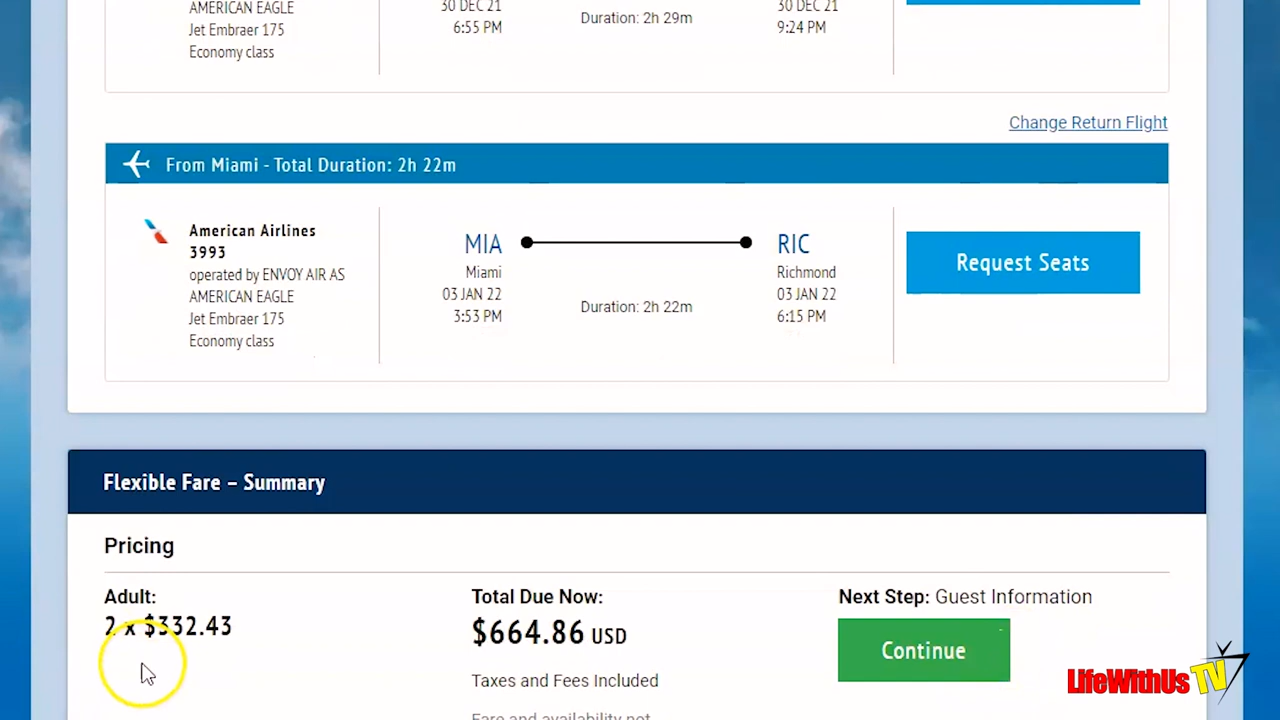 AMERICAN EAGLE
Jet Embraer 175
Economy class
30 DEC 21
6:55 PM
Duration: 2h 29m
30 DEC 21
9:24 PM
Change Return Flight
From Miami - Total Duration: 2h 22m
American Airlines
3993
operated by ENVOY AIR AS
AMERICAN EAGLE
Jet Embraer 175
Economy class
MIA
Miami
03 JAN 22
3:53 PM
Duration: 2h 22m
RIC
Richmond
03 JAN 22
6:15 PM
Request Seats
Flexible Fare – Summary
Pricing
Adult:
2 x $332.43
Total Due Now:
$664.86 USD
Taxes and Fees Included
Fare and availability not
Next Step: Guest Information
Continue
LifeWithUs TV